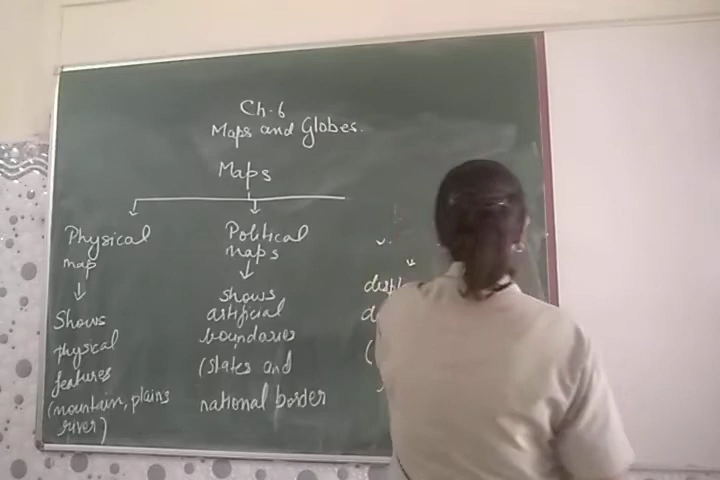 Ch-6
Maps and Globes.
Maps
Physical
map
Shows
physical
features
(mountain, plains
river)
Political
maps
shows
artificial
boundaries
(states and
national border